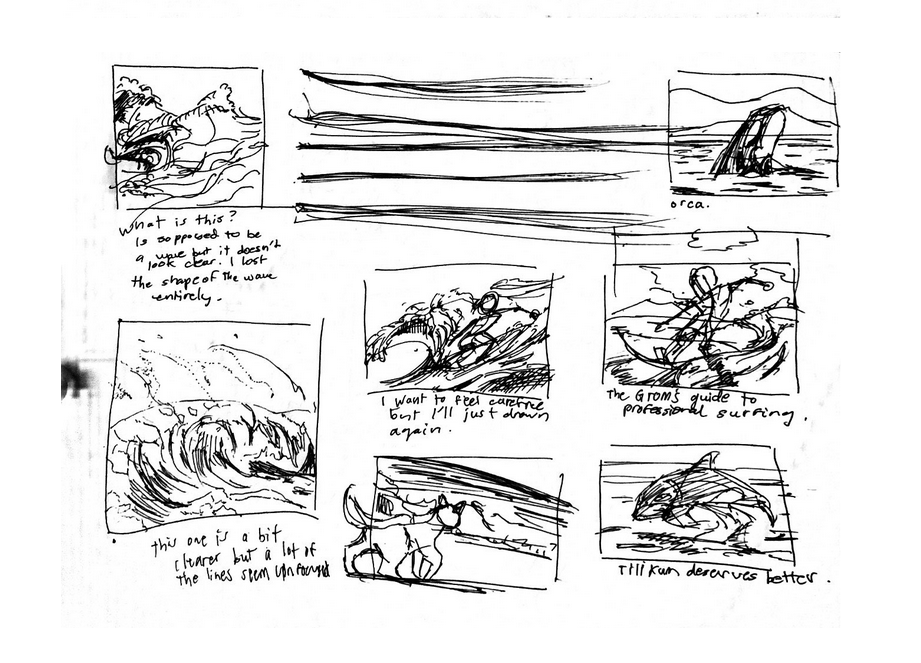 What is this?
Is sopposed to be
a wave but it doesn't
look clear. I lost
the shape of the wave
entirely.
orca.
I want to feel carefree
but I'll just drown
again.
The Grom's guide to
professional surfing.
this one is a bit
clearer but a lot of
the lines seem unfocused
Tilikum deserves better.